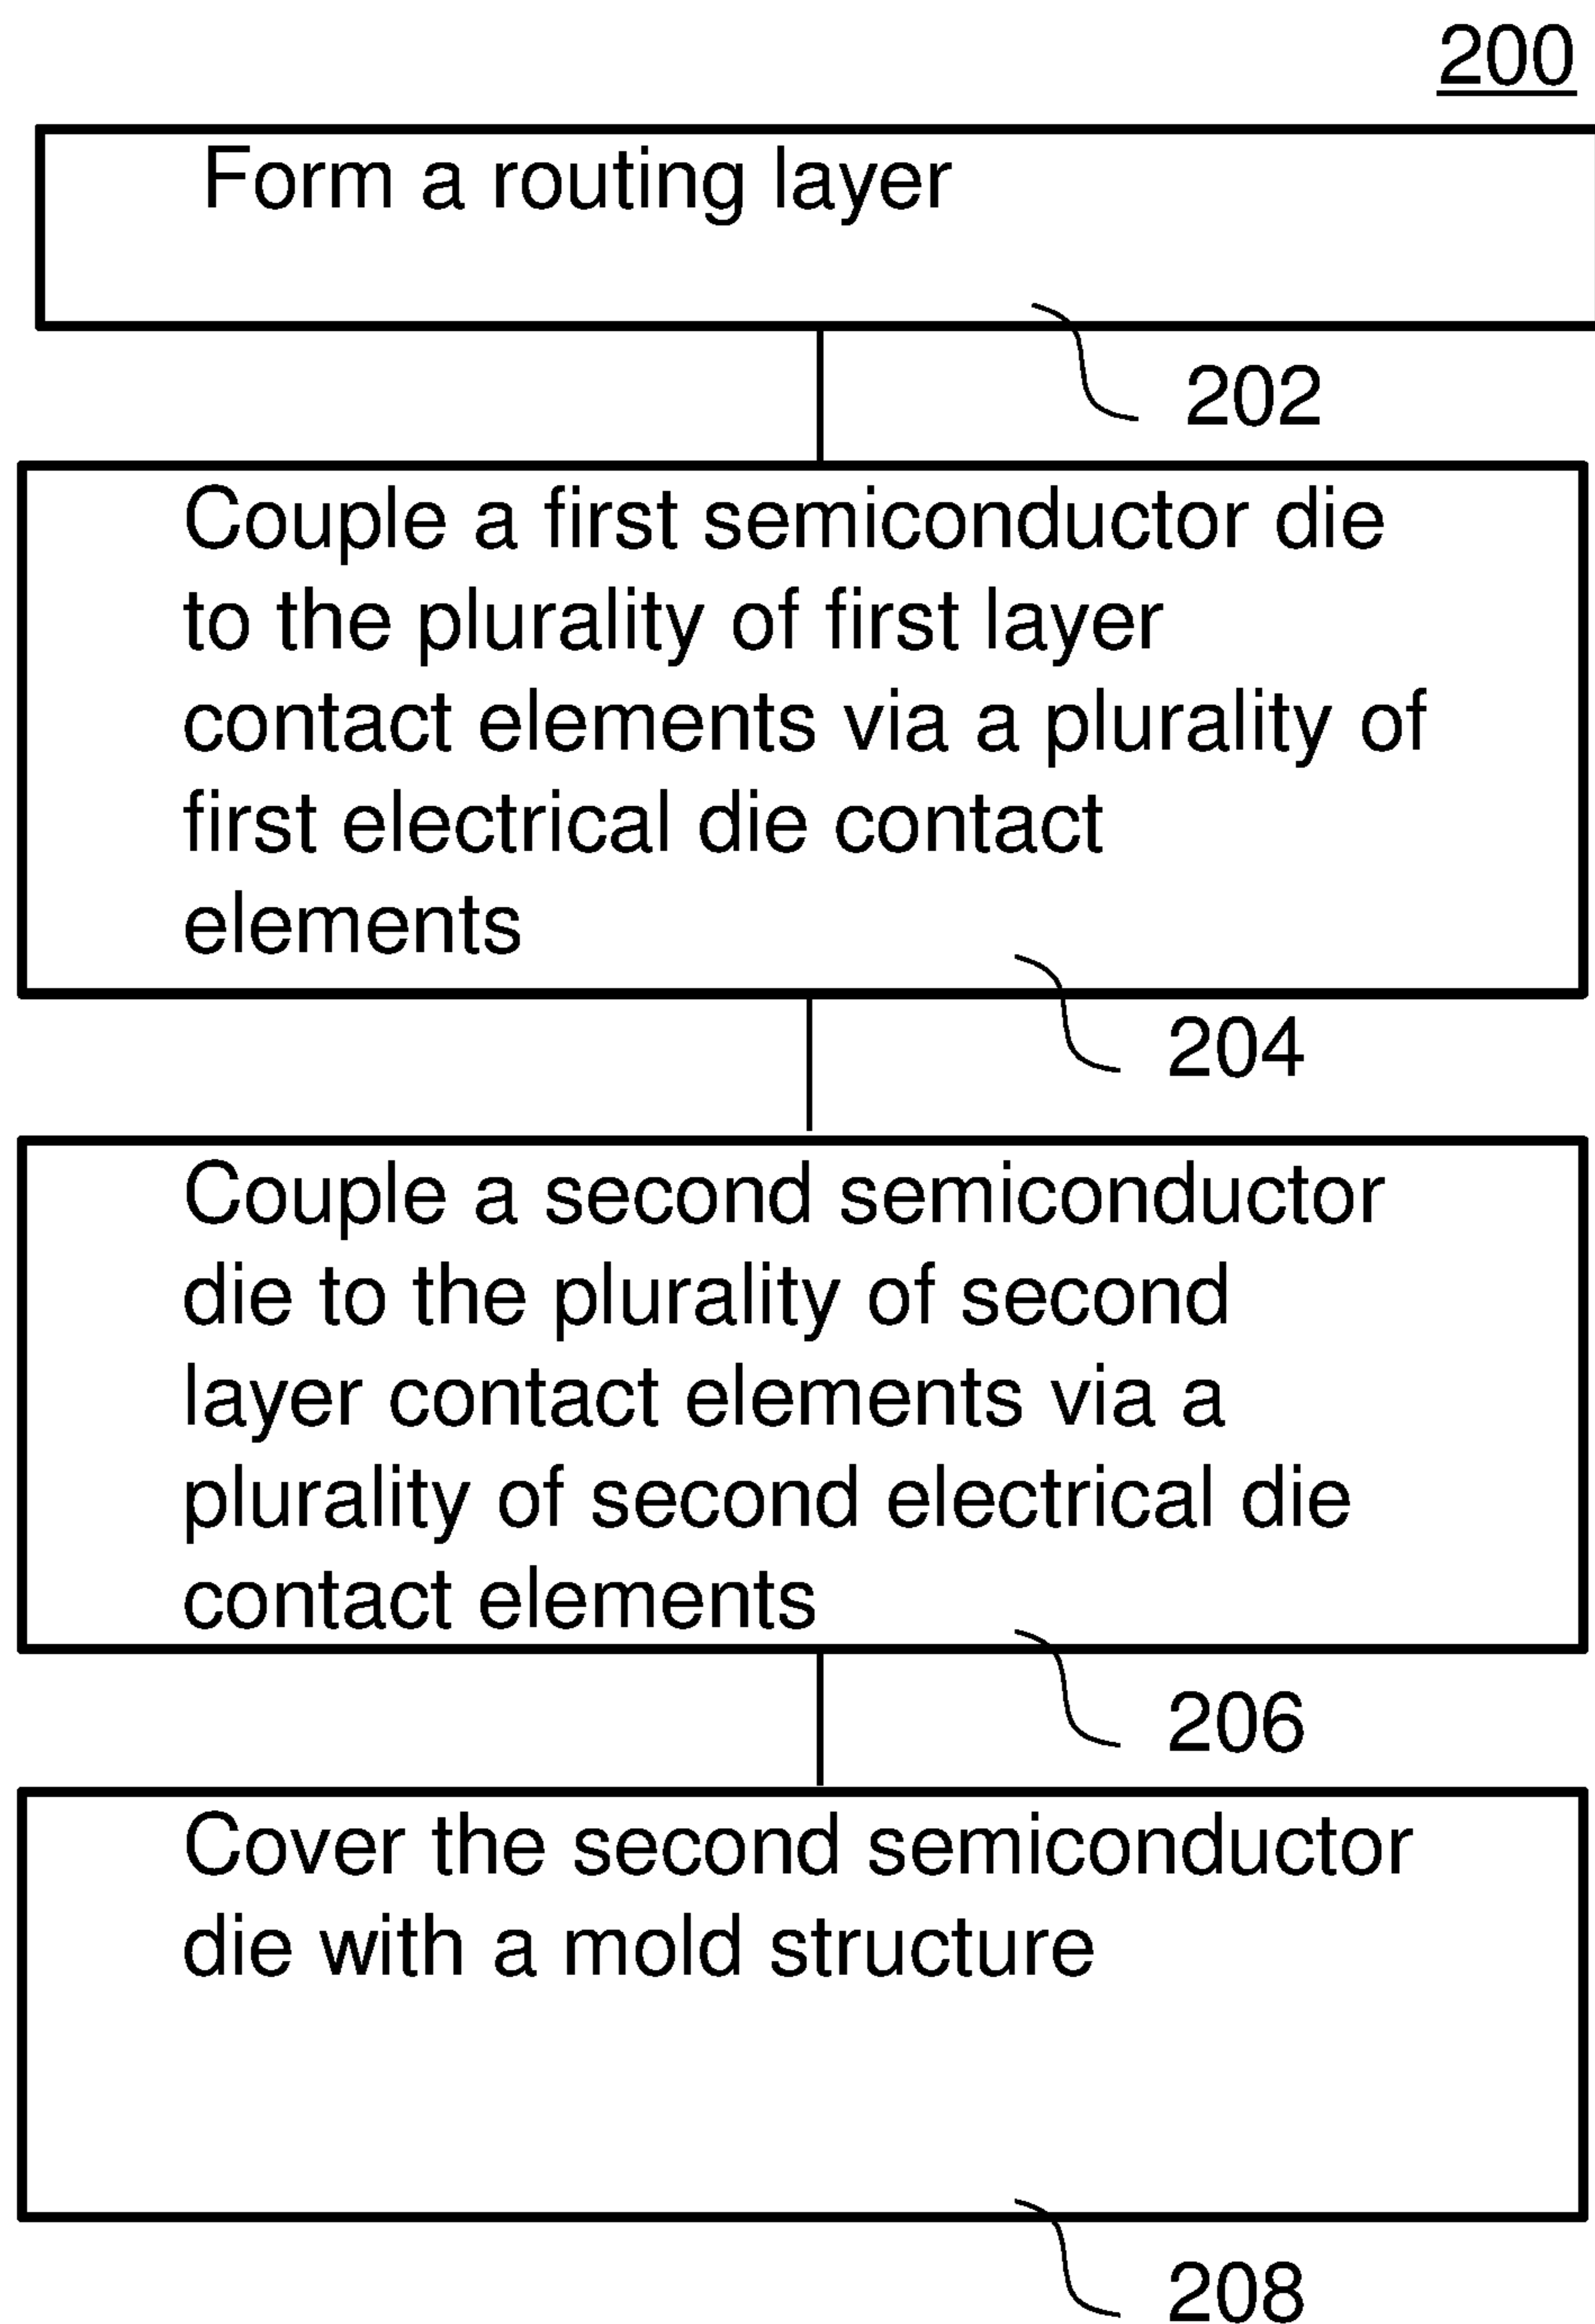 200
Form a routing layer
202
Couple a first semiconductor die
to the plurality of first layer
contact elements via a plurality of
first electrical die contact
elements
204
Couple a second semiconductor
die to the plurality of second
layer contact elements via a
plurality of second electrical die
contact elements
206
Cover the second semiconductor
die with a mold structure
208